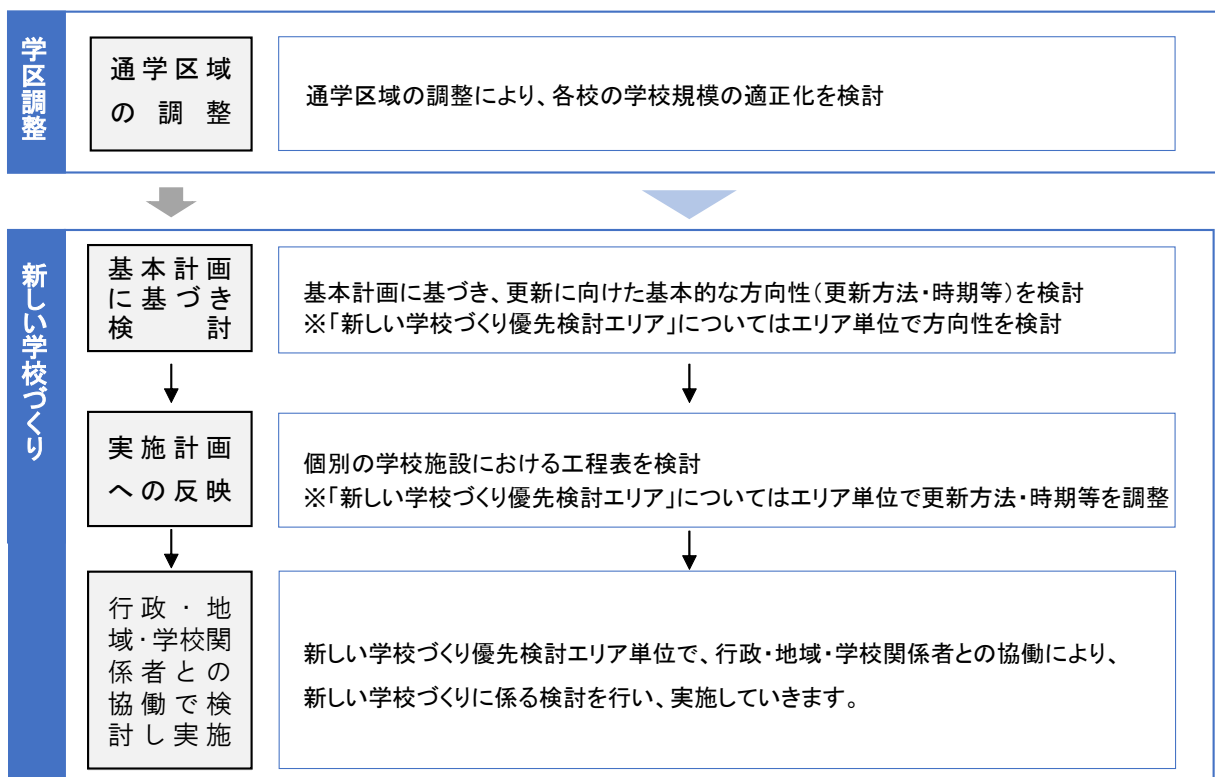 学区調整
通学区域
の調整
通学区域の調整により、各校の学校規模の適正化を検討
新しい学校づくり
基本計画
に基づき
検討
基本計画に基づき、更新に向けた基本的な方向性（更新方法・時期等）を検討
※「新しい学校づくり優先検討エリア」についてはエリア単位で方向性を検討
実施計画
への反映
個別の学校施設における工程表を検討
※「新しい学校づくり優先検討エリア」についてはエリア単位で更新方法・時期等を調整
行政・地
域・学校関
係者との
協働で検
討し実施
新しい学校づくり優先検討エリア単位で、行政・地域・学校関係者との協働により、
新しい学校づくりに係る検討を行い、実施していきます。